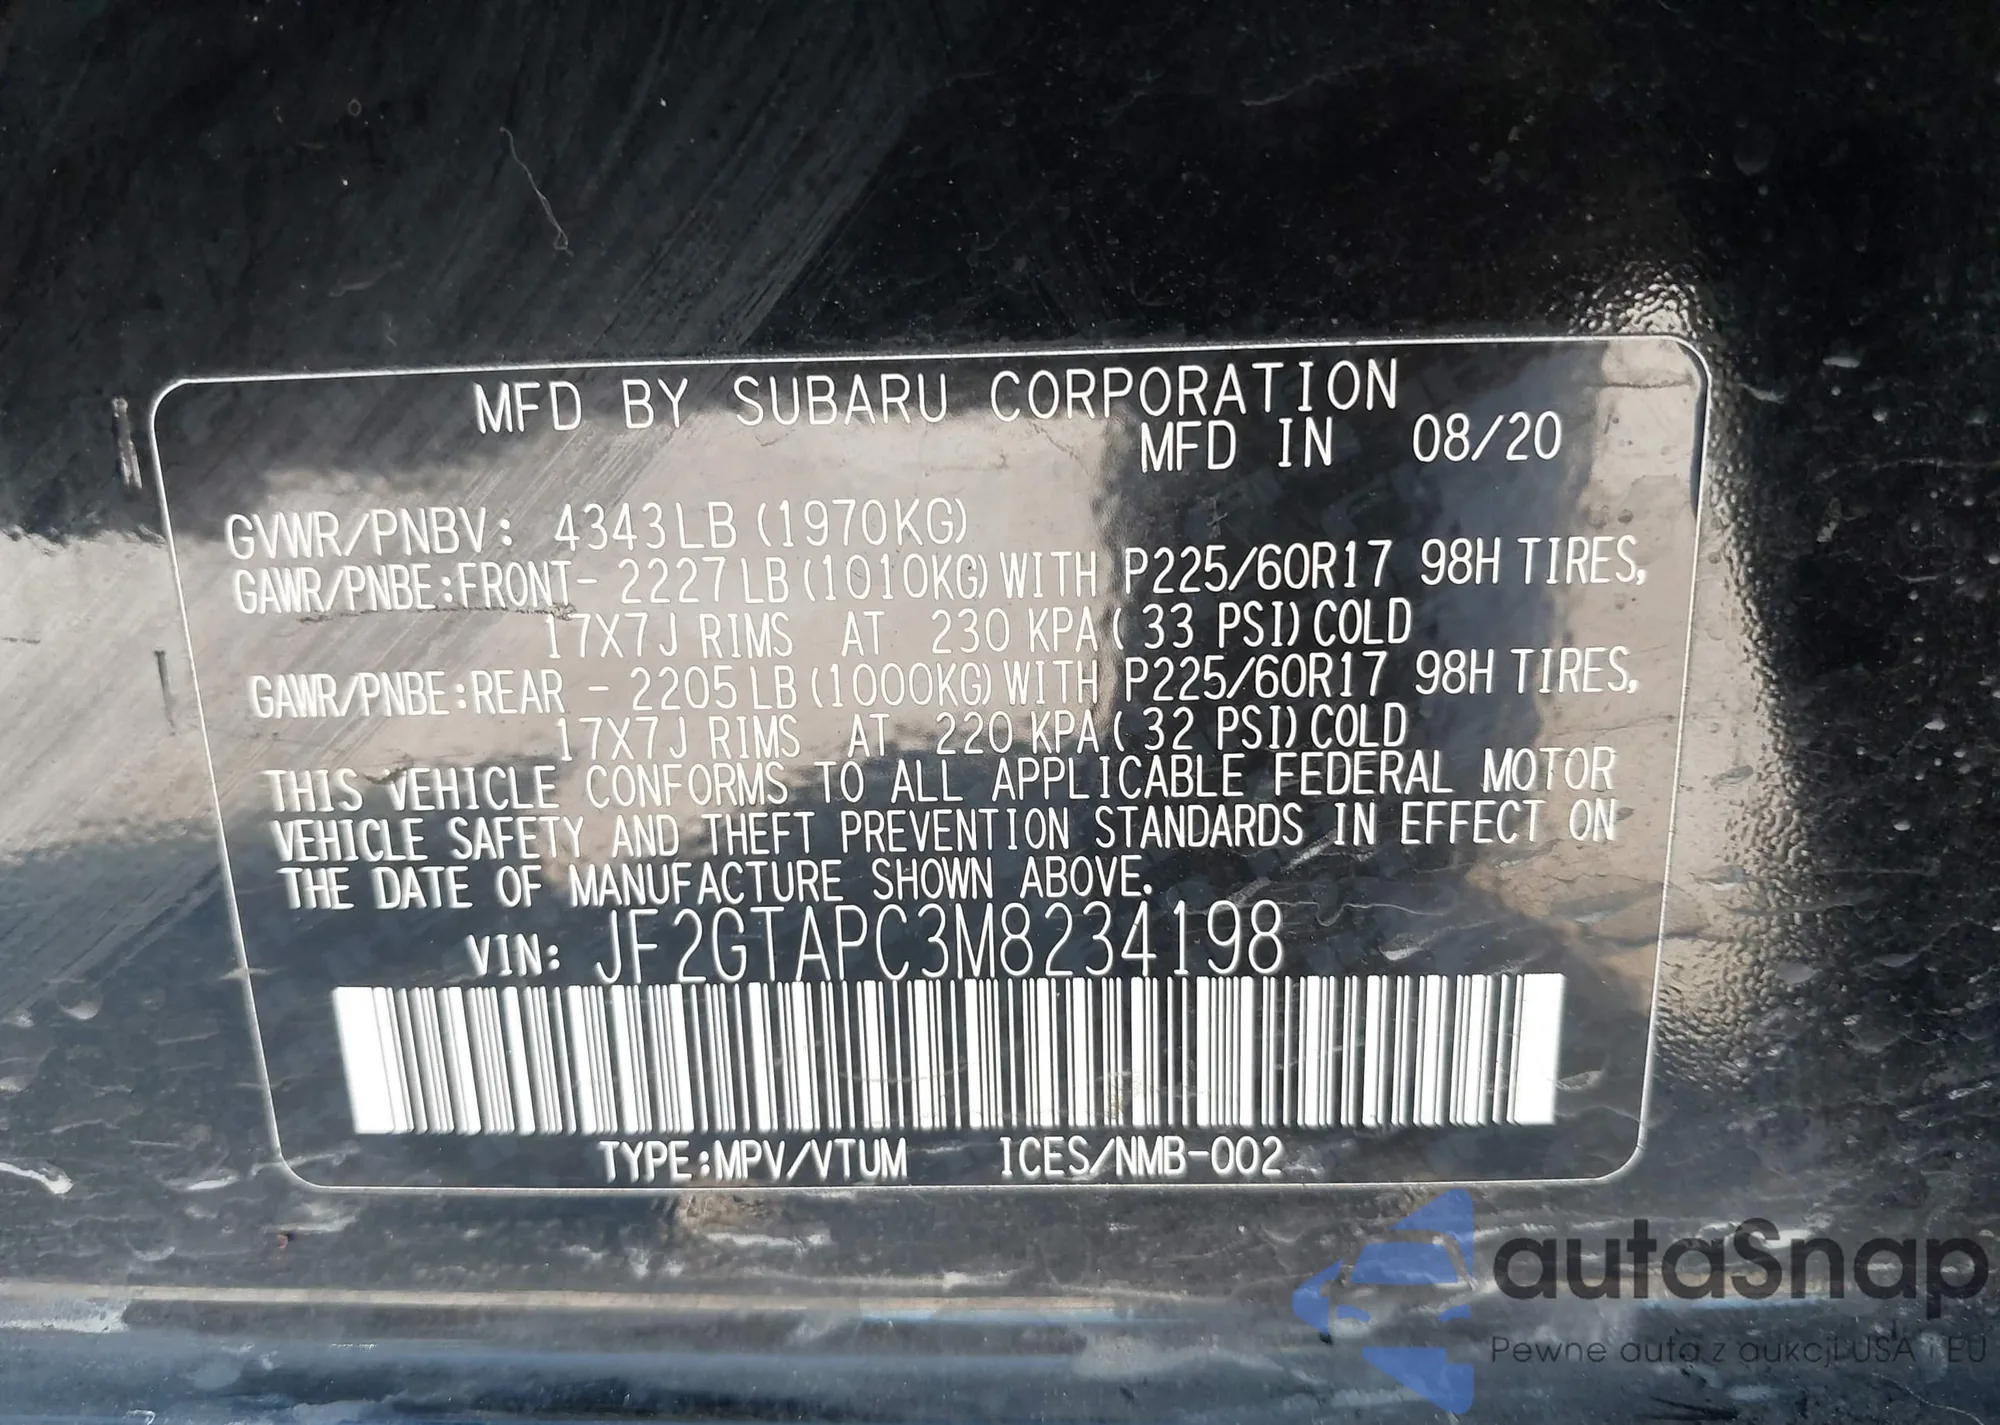 MFD BY SUBARU CORPORATION
MFD IN 08/20
GVWR/PNBV: 4343LB (1970KG)
GAWR/PNBE:FRONT- 2227LB(1010KG)WITH P225/60R17 98H TIRES,
17X7J RIMS AT 230 KPA(33 PSI)COLD
GAWR/PNBE:REAR - 2205LB(1000KG)WITH P225/60R17 98H TIRES,
17X7J RIMS AT 220 KPA(32 PSI)COLD
THIS VEHICLE CONFORMS TO ALL APPLICABLE FEDERAL MOTOR
VEHICLE SAFETY AND THEFT PREVENTION STANDARDS IN EFFECT ON
THE DATE OF MANUFACTURE SHOWN ABOVE.
VIN: JF2GTAPC3M8234198
TYPE:MPV/VTUM ICES/NMB-002
autaSnap
Pewne auta z aukcji USA i EU